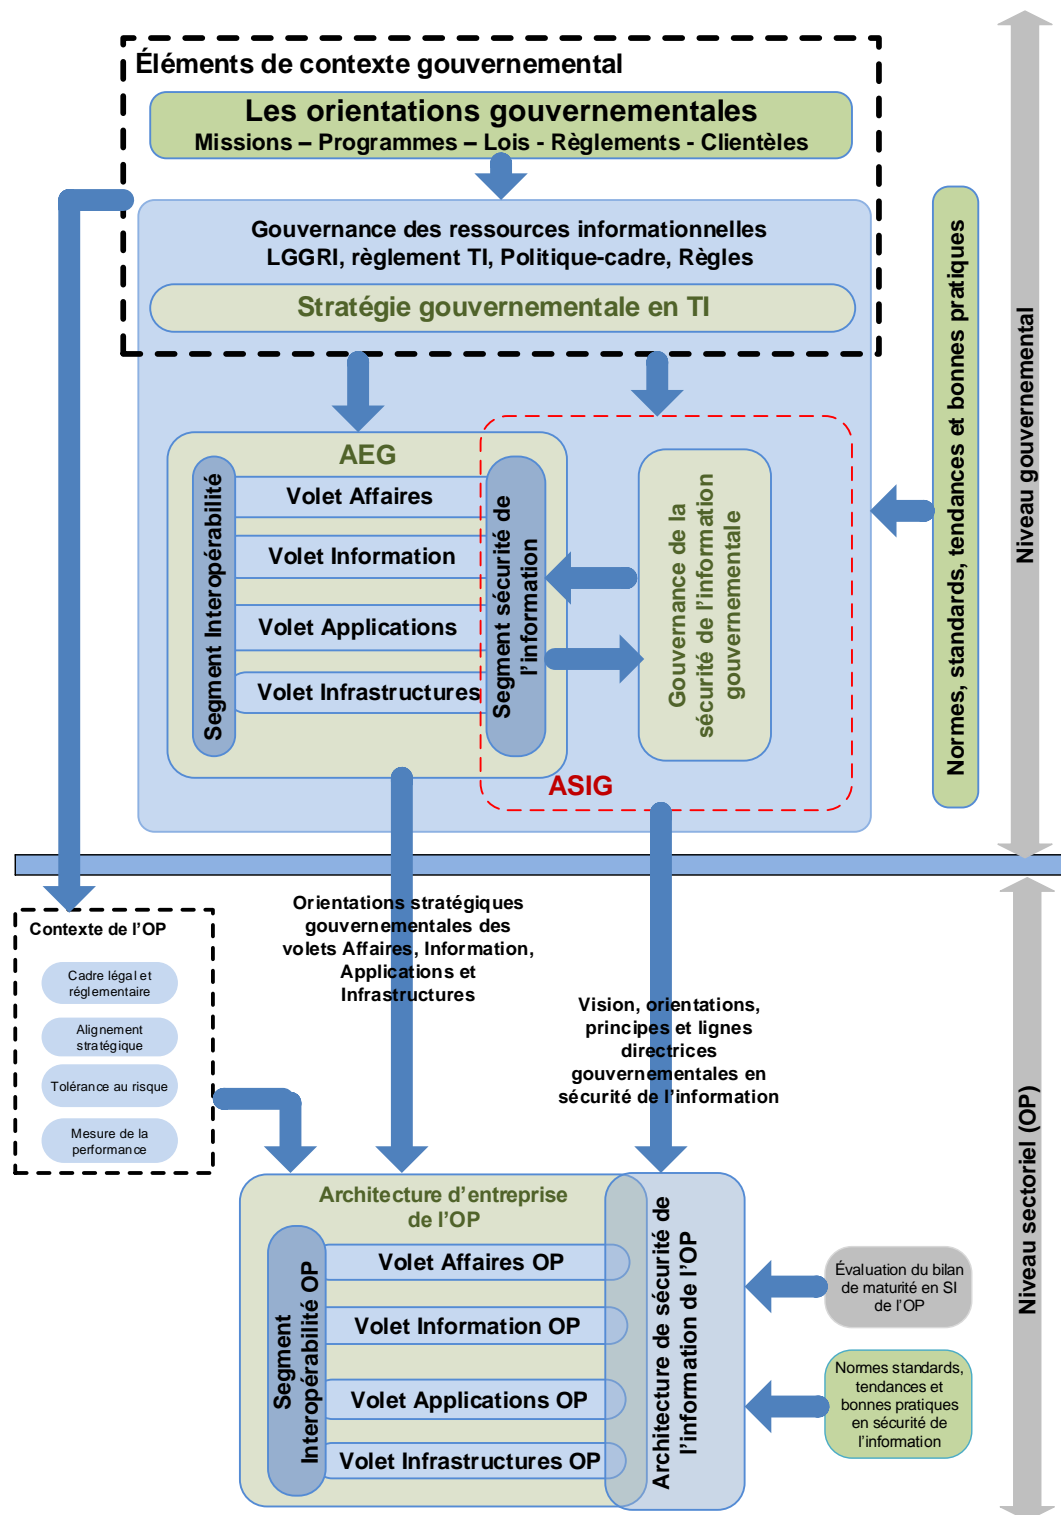 Éléments de contexte gouvernemental
Les orientations gouvernementales
Missions – Programmes – Lois - Règlements - Clientèles
Gouvernance des ressources informationnelles
LGGRI, règlement TI, Politique-cadre, Règles
Stratégie gouvernementale en TI
AEG
Segment Interopérabilité
Volet Affaires
Volet Information
Volet Applications
Volet Infrastructures
Segment sécurité de
l'information
Gouvernance de la
sécurité de l'information
gouvernementale
ASIG
Normes, standards, tendances et bonnes pratiques
Niveau gouvernemental
Contexte de l'OP
Cadre légal et
réglementaire
Alignement
stratégique
Tolérance au risque
Mesure de la
performance
Orientations stratégiques
gouvernementales des
volets Affaires, Information,
Applications et
Infrastructures
Vision, orientations,
principes et lignes
directrices
gouvernementales en
sécurité de l'information
Architecture d'entreprise
de l'OP
Segment
Interopérabilité OP
Volet Affaires OP
Volet Information OP
Volet Applications OP
Volet Infrastructures OP
Architecture de sécurité de
l'information de l'OP
Évaluation du bilan
de maturité en SI
de l'OP
Normes standards,
tendances et
bonnes pratiques
en sécurité de
l'information
Niveau sectoriel (OP)